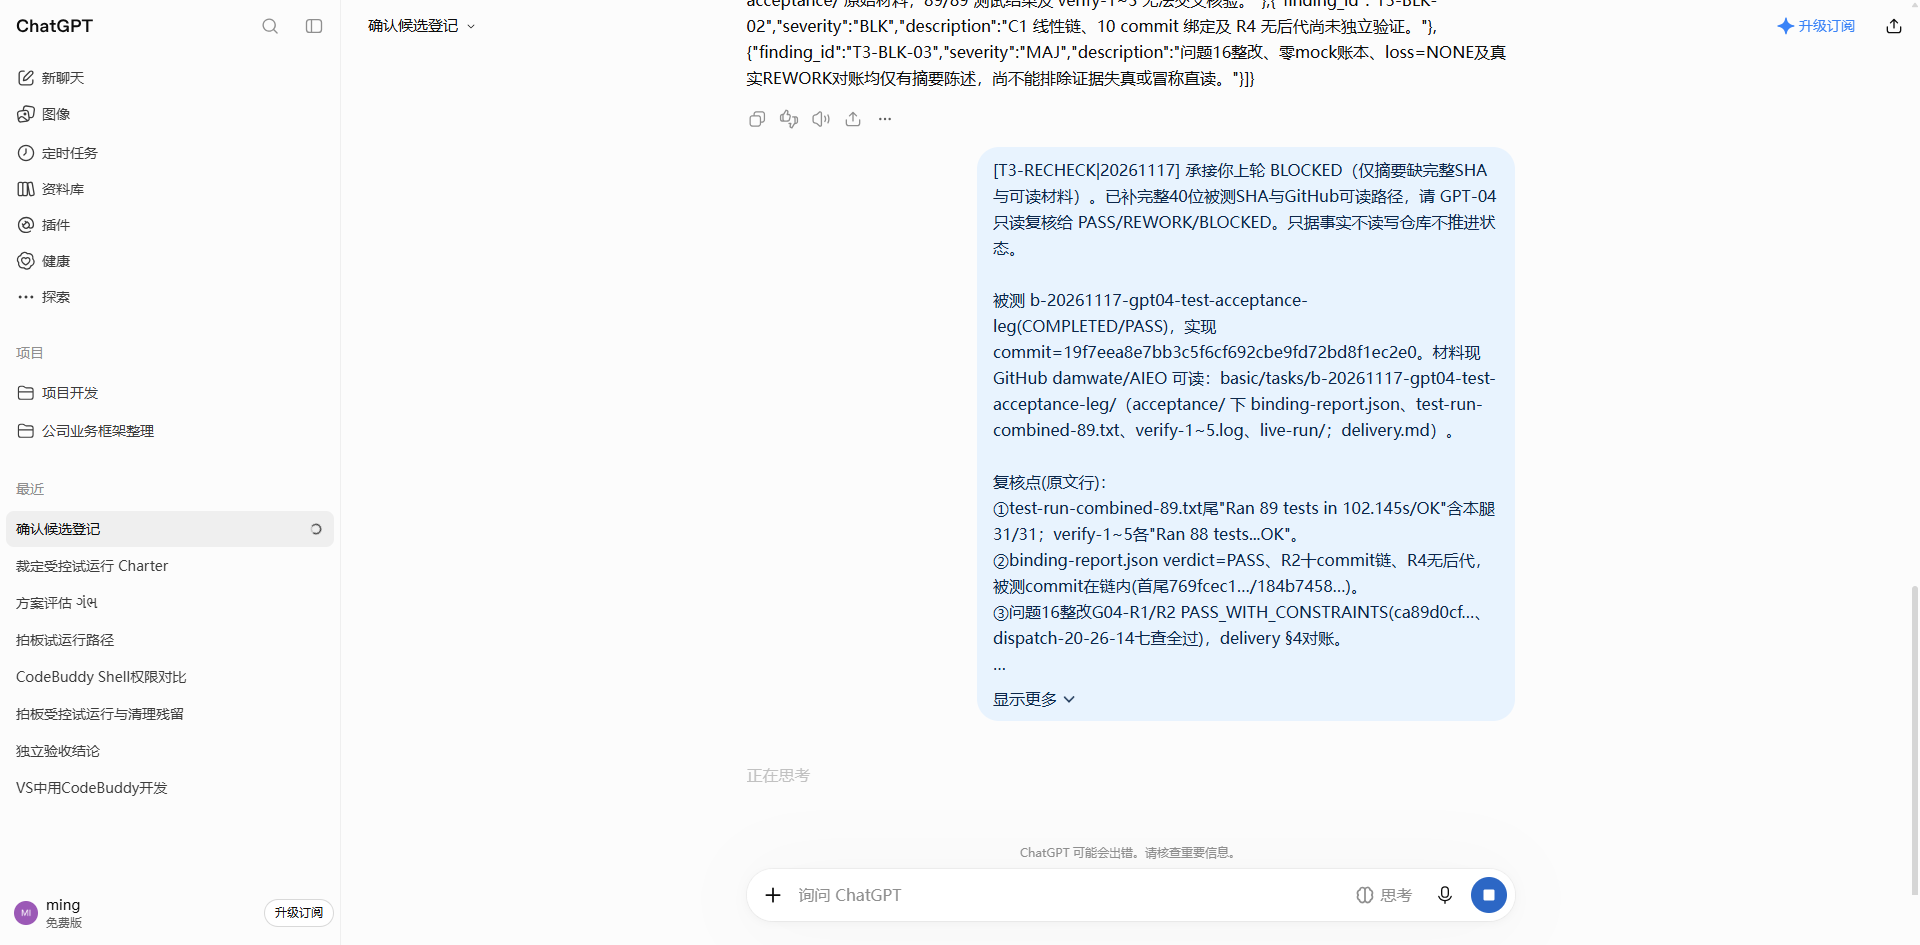 ChatGPT
新聊天
图像
定时任务
资料库
插件
健康
探索
项目
项目开发
公司业务框架整理
最近
确认候选登记
裁定受控试运行 Charter
方案评估
拍板试运行路径
CodeBuddy Shell权限对比
拍板受控试运行与清理残留
独立验收结论
VS中用CodeBuddy开发
MI
ming
免费版
升级订阅
确认候选登记
升级订阅
02","severity":"BLK","description":"C1 线性链、10 commit 绑定及 R4 无后代尚未独立验证。"},
{"finding_id":"T3-BLK-03","severity":"MAJ","description":"问题16整改、零mock账本、loss=NONE及真
实REWORK对账均仅有摘要陈述，尚不能排除证据失真或冒称直读。"}]}
[T3-RECHECK|20261117] 承接你上轮 BLOCKED（仅摘要缺完整SHA
与可读材料）。已补完整40位被测SHA与GitHub可读路径，请 GPT-04
只读复核给 PASS/REWORK/BLOCKED。只据事实不读写仓库不推进状
态。
被测 b-20261117-gpt04-test-acceptance-
leg(COMPLETED/PASS)，实现
commit=19f7eea8e7bb3c5f6cf692cbe9fd72bd8f1ec2e0。材料现
GitHub damwate/AIEO 可读：basic/tasks/b-20261117-gpt04-test-
acceptance-leg/（acceptance/ 下 binding-report.json、test-run-
combined-89.txt、verify-1~5.log、live-run/；delivery.md）。
复核点(原文行)：
①test-run-combined-89.txt尾"Ran 89 tests in 102.145s/OK"含本腿
31/31；verify-1~5各"Ran 88 tests...OK"。
②binding-report.json verdict=PASS、R2十commit链、R4无后代，
被测commit在链内(首尾769fcec1.../184b7458...)。
③问题16整改G04-R1/R2 PASS_WITH_CONSTRAINTS(ca89d0cf...、
dispatch-20-26-14七查全过)，delivery §4对账。
...
显示更多
正在思考
ChatGPT 可能会出错。请核查重要信息。
询问 ChatGPT
思考